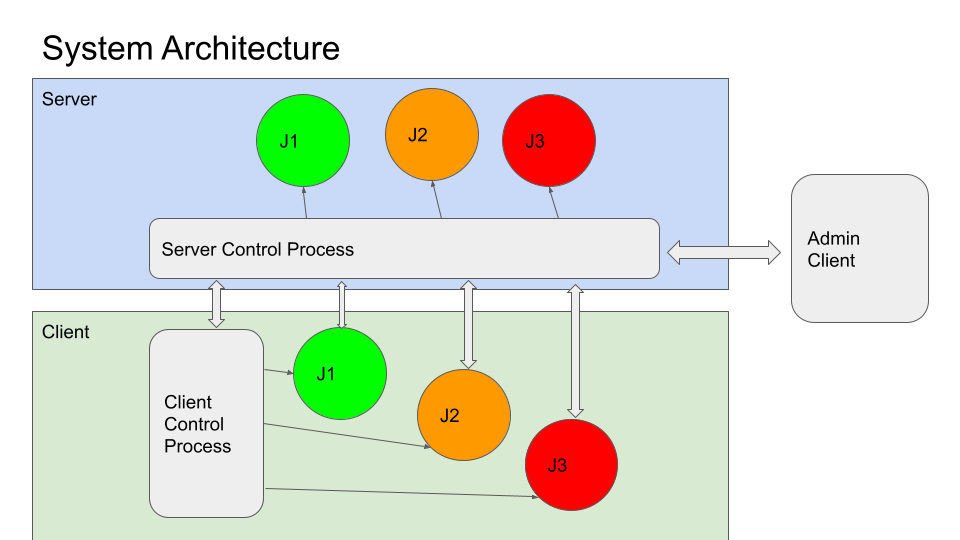 System Architecture
Server
J1
J2
J3
Server Control Process
Admin
Client
Client
J1
Client
Control
Process
J2
J3